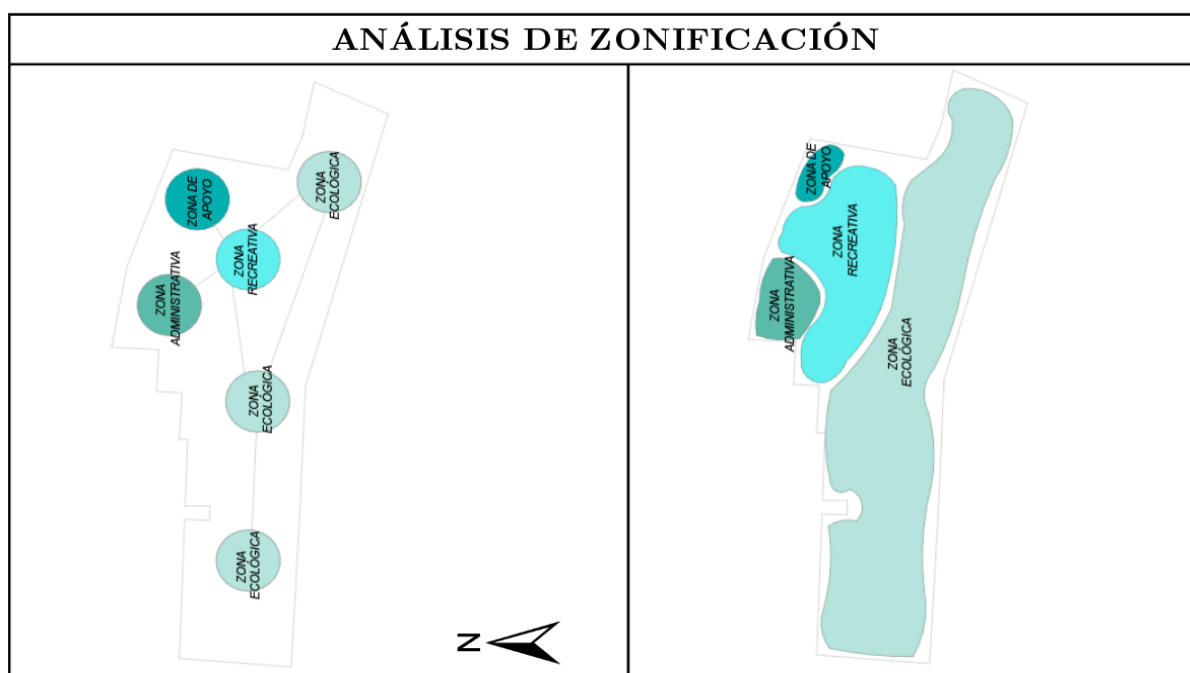 ANÁLISIS DE ZONIFICACIÓN
ZONA DE
APOYO
ZONA
ECOLÓGICA
ZONA
RECREATIVA
ZONA
ADMINISTRATIVA
ZONA
ECOLÓGICA
ZONA
ECOLÓGICA
N
ZONA DE
APOYO
ZONA
RECREATIVA
ZONA
ADMINISTRATIVA
ZONA
ECOLÓGICA